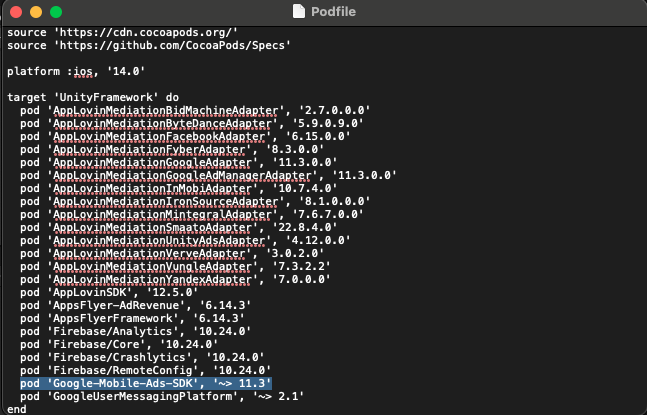 Podfile
source 'https://cdn.cocoapods.org/'
source 'https://github.com/CocoaPods/Specs'
platform :ios, '14.0'
target 'UnityFramework' do
pod 'AppLovinMediationBidMachineAdapter', '2.7.0.0.0'
pod 'AppLovinMediationByteDanceAdapter', '5.9.0.9.0'
pod 'AppLovinMediationFacebookAdapter', '6.15.0.0'
pod 'AppLovinMediationFyberAdapter', '8.3.0.0'
pod 'AppLovinMediationGoogleAdapter', '11.3.0.0'
pod 'AppLovinMediationGoogleAdManagerAdapter', '11.3.0.0'
pod 'AppLovinMediationInMobiAdapter', '10.7.4.0'
pod 'AppLovinMediationIronSourceAdapter', '8.1.0.0.0'
pod 'AppLovinMediationMintegralAdapter', '7.6.7.0.0'
pod 'AppLovinMediationSmaatoAdapter', '22.8.4.0'
pod 'AppLovinMediationUnityAdsAdapter', '4.12.0.0'
pod 'AppLovinMediationVerveAdapter', '3.0.2.0'
pod 'AppLovinMediationVungleAdapter', '7.3.2.2'
pod 'AppLovinMediationYandexAdapter', '7.0.0.0'
pod 'AppLovinSDK', '12.5.0'
pod 'AppsFlyer-AdRevenue', '6.14.3'
pod 'AppsFlyerFramework', '6.14.3'
pod 'Firebase/Analytics', '10.24.0'
pod 'Firebase/Core', '10.24.0'
pod 'Firebase/Crashlytics', '10.24.0'
pod 'Firebase/RemoteConfig', '10.24.0'
pod 'Google-Mobile-Ads-SDK', '~> 11.3'
pod 'GoogleUserMessagingPlatform', '~> 2.1'
end